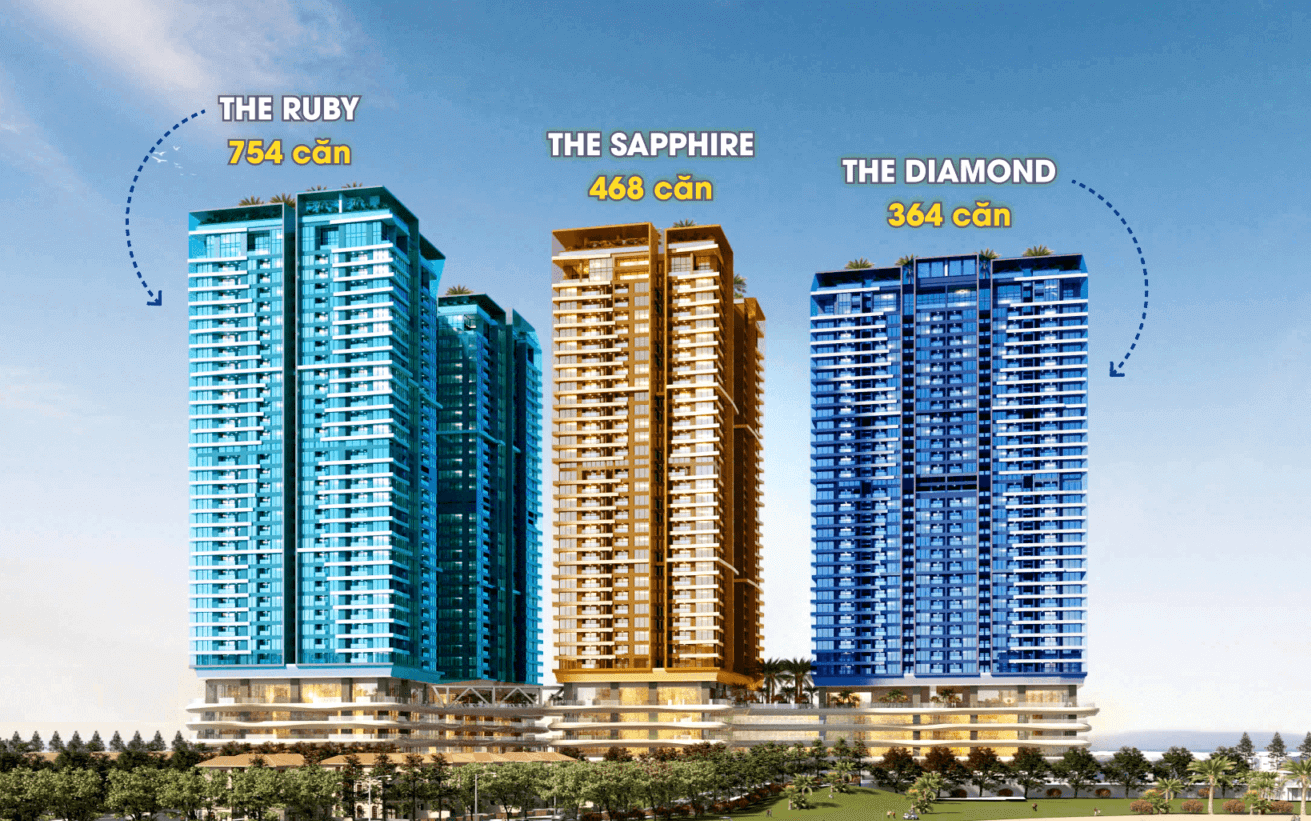 THE RUBY
754 căn
THE SAPPHIRE
468 căn
THE DIAMOND
364 căn